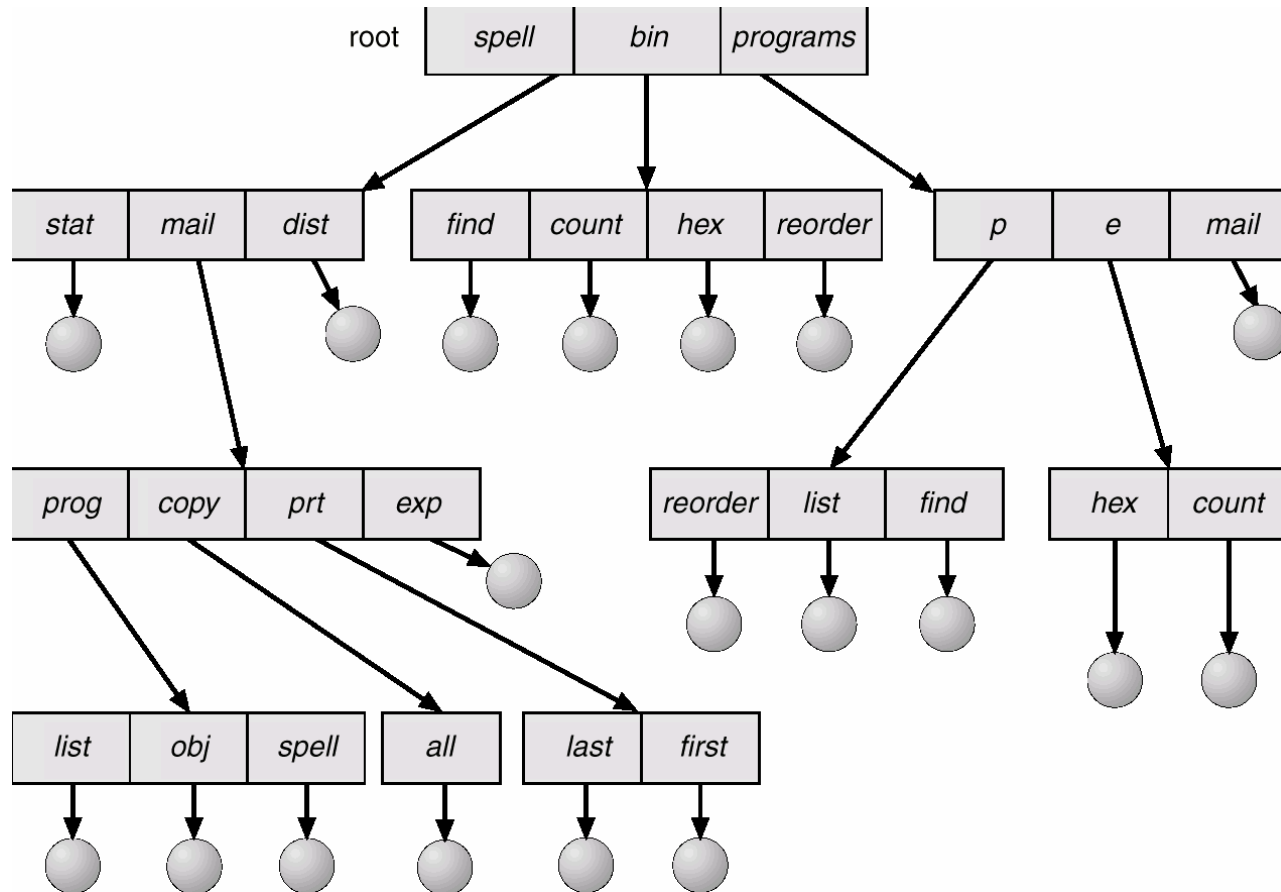 root spell bin programs
stat mail dist find count hex reorder p e mail
prog copy prt exp reorder list find hex count
list obj spell all last first